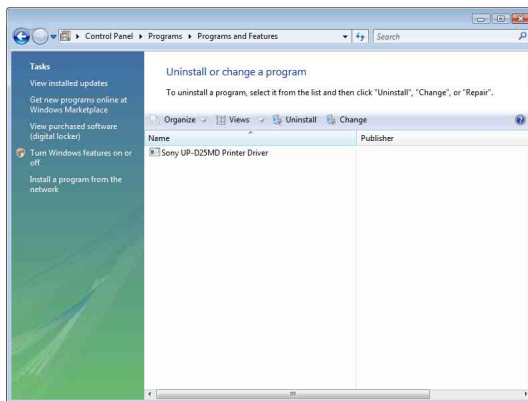 Control Panel ▸ Programs ▸ Programs and Features
Search
Tasks
View installed updates
Get new programs online at
Windows Marketplace
View purchased software
(digital locker)
Turn Windows features on or
off
Install a program from the
network
Uninstall or change a program
To uninstall a program, select it from the list and then click "Uninstall", "Change", or "Repair".
Organize Views Uninstall Change
Name Publisher
Sony UP-D25MD Printer Driver